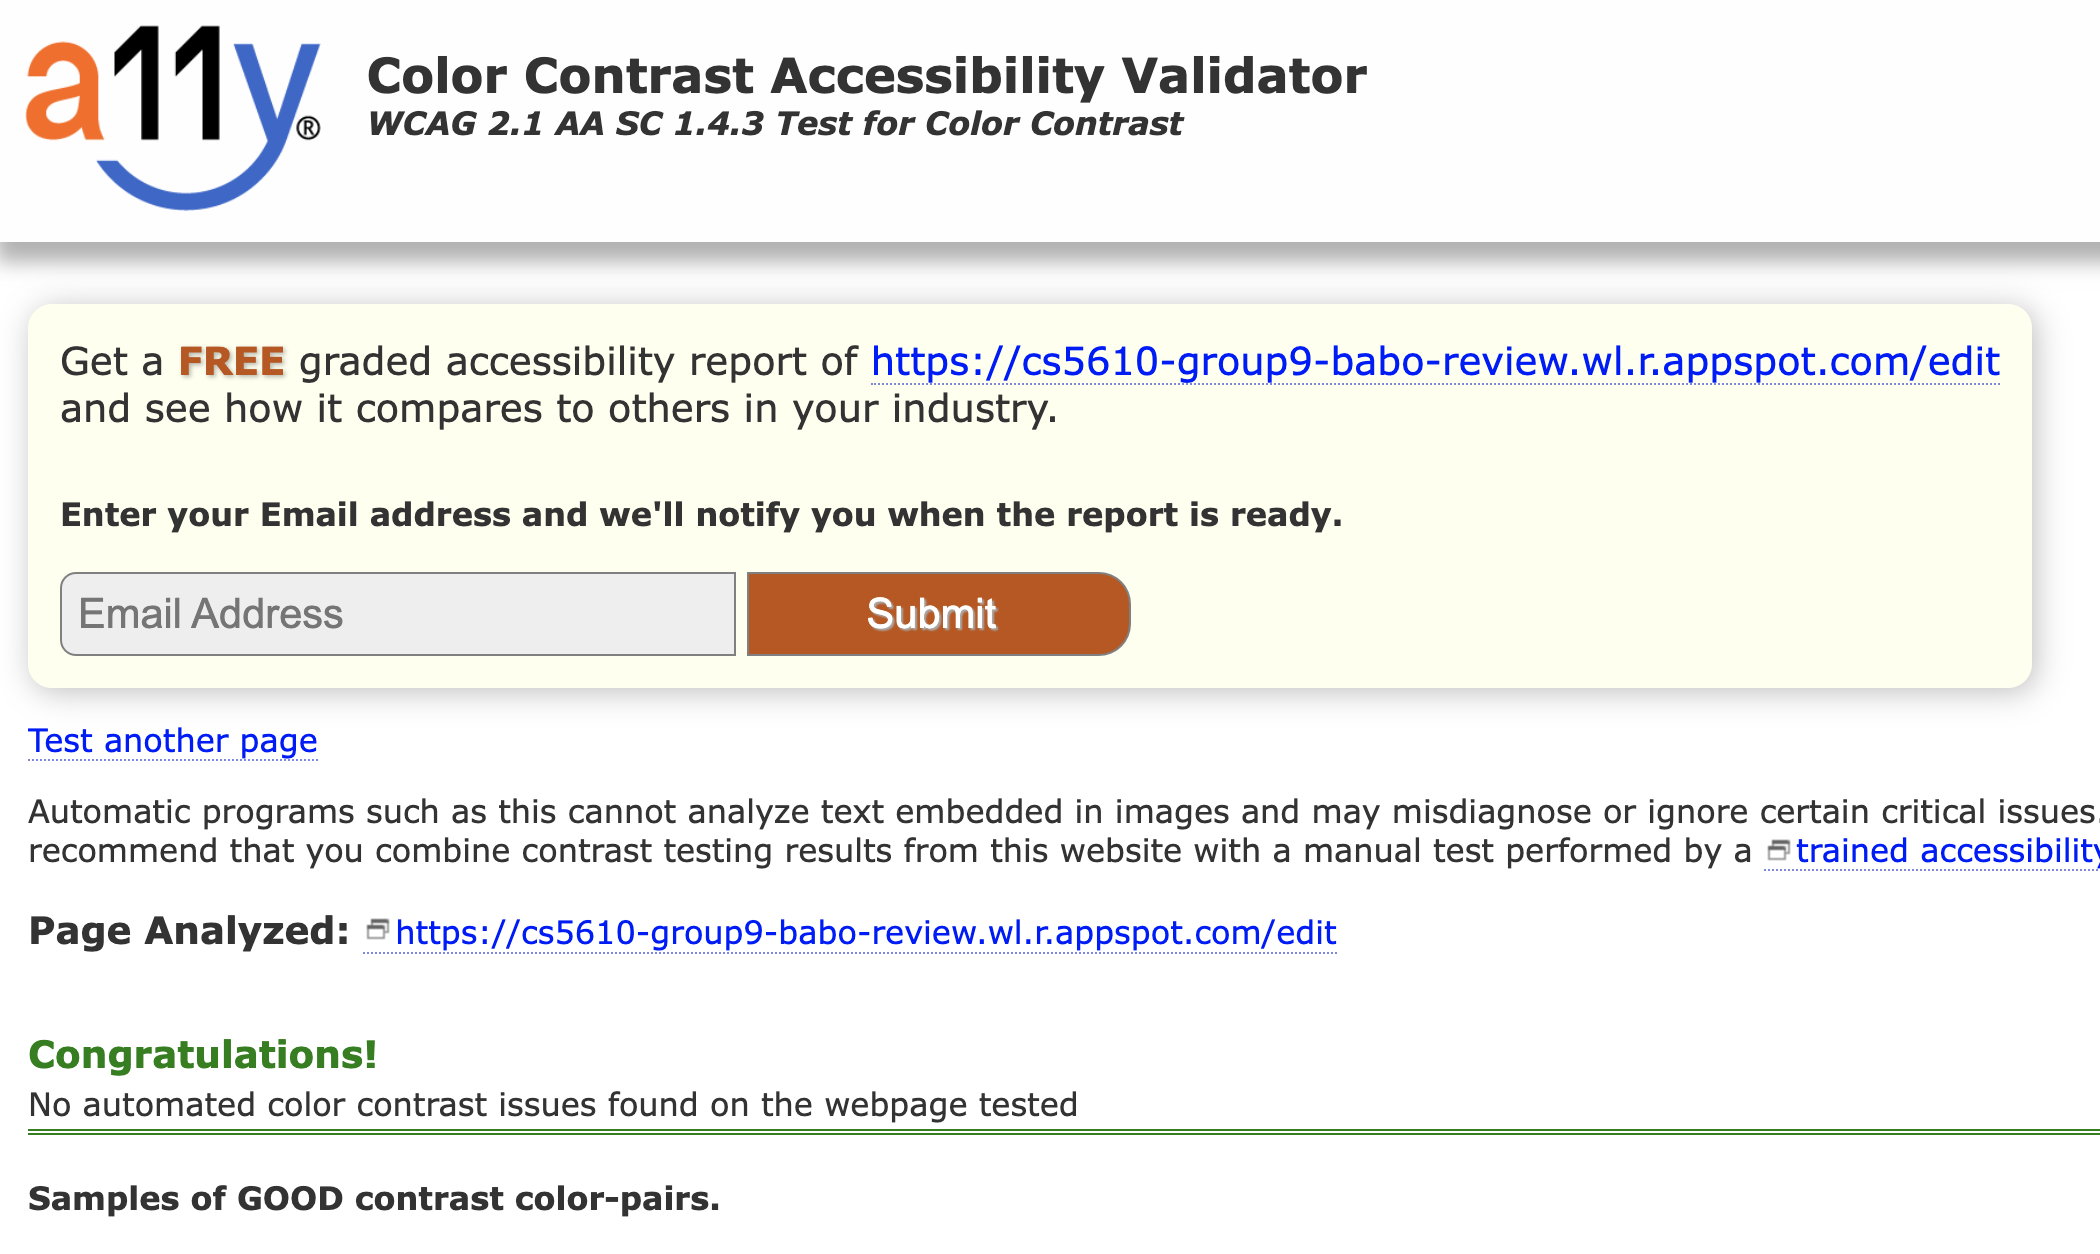 a11y®
Color Contrast Accessibility Validator
WCAG 2.1 AA SC 1.4.3 Test for Color Contrast
Get a FREE graded accessibility report of https://cs5610-group9-babo-review.wl.r.appspot.com/edit
and see how it compares to others in your industry.
Enter your Email address and we'll notify you when the report is ready.
Email Address
Submit
Test another page
Automatic programs such as this cannot analyze text embedded in images and may misdiagnose or ignore certain critical issues.
recommend that you combine contrast testing results from this website with a manual test performed by a trained accessibility
Page Analyzed: https://cs5610-group9-babo-review.wl.r.appspot.com/edit
Congratulations!
No automated color contrast issues found on the webpage tested
Samples of GOOD contrast color-pairs.